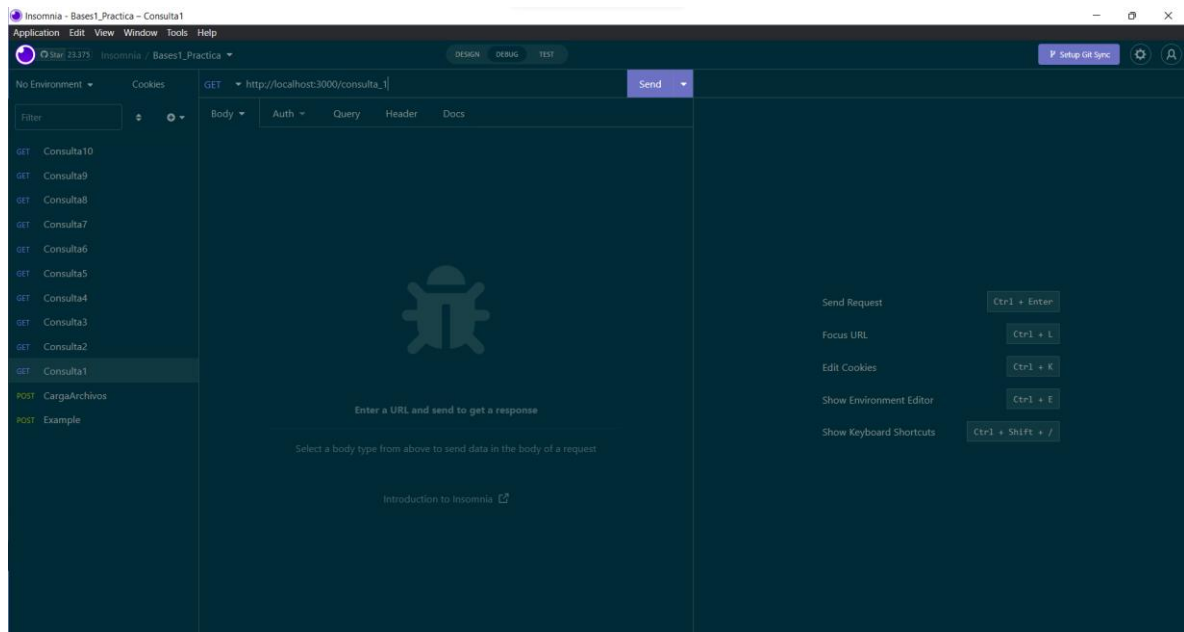 Insomnia - Bases1_Practica – Consulta1
Application Edit View Window Tools Help
Star 23.375 Insomnia / Bases1_Practica DESIGN DEBUG TEST Setup Git Sync
No Environment Cookies GET http://localhost:3000/consulta_1 Send
Filter Body Auth Query Header Docs
GET Consulta10
GET Consulta9
GET Consulta8
GET Consulta7
GET Consulta6
GET Consulta5
GET Consulta4
GET Consulta3
GET Consulta2
GET Consulta1
POST CargaArchivos
POST Example
Enter a URL and send to get a response
Select a body type from above to send data in the body of a request
Introduction to Insomnia
Send Request Ctrl + Enter
Focus URL Ctrl + L
Edit Cookies Ctrl + K
Show Environment Editor Ctrl + E
Show Keyboard Shortcuts Ctrl + Shift + /